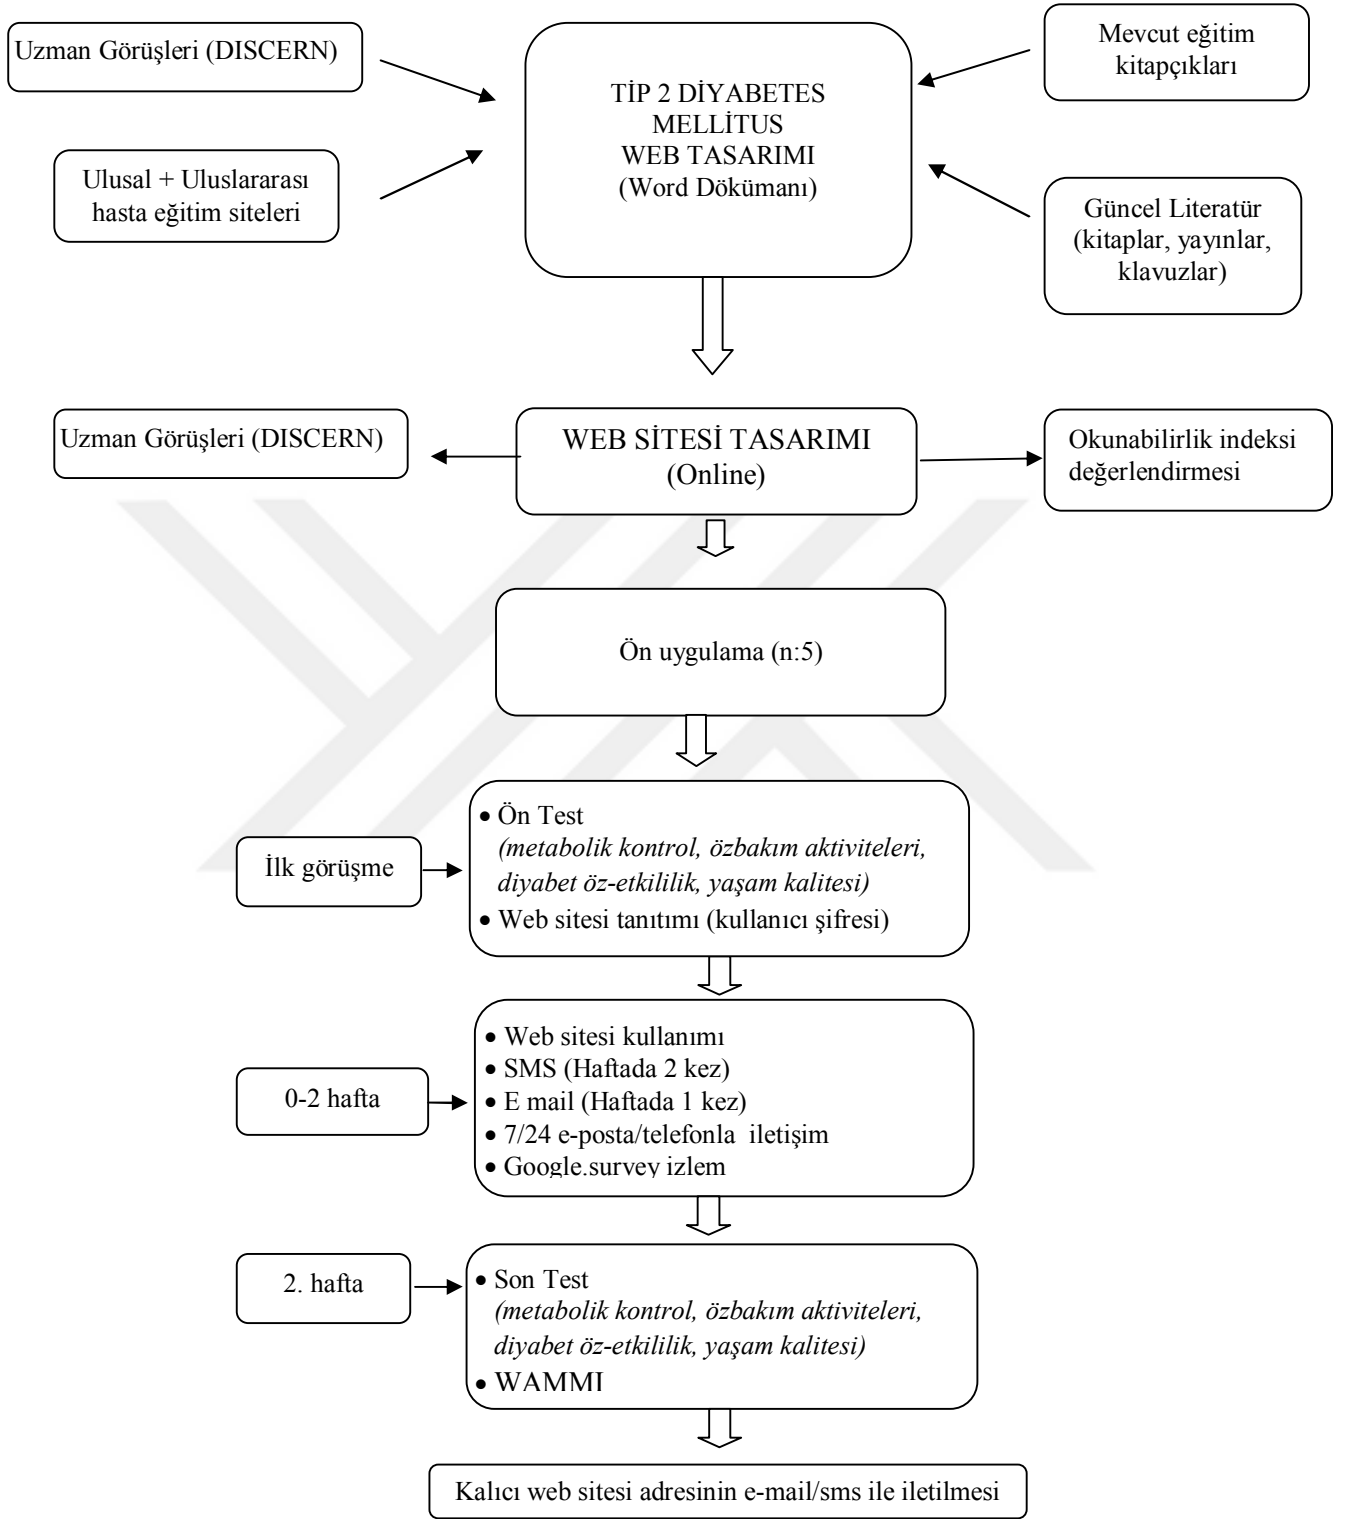 Uzman Görüşleri (DISCERN)
Ulusal + Uluslararası
hasta eğitim siteleri
TİP 2 DİYABETES
MELLİTUS
WEB TASARIMI
(Word Dökümanı)
Mevcut eğitim
kitapçıkları
Güncel Literatür
(kitaplar, yayınlar,
klavuzlar)
Uzman Görüşleri (DISCERN)
WEB SİTESİ TASARIMI
(Online)
Okunabilirlik indeksi
değerlendirmesi
Ön uygulama (n:5)
İlk görüşme
• Ön Test
(metabolik kontrol, özbakım aktiviteleri,
diyabet öz-etkililik, yaşam kalitesi)
• Web sitesi tanıtımı (kullanıcı şifresi)
0-2 hafta
• Web sitesi kullanımı
• SMS (Haftada 2 kez)
• E mail (Haftada 1 kez)
• 7/24 e-posta/telefonla iletişim
• Google.survey izlem
2. hafta
• Son Test
(metabolik kontrol, özbakım aktiviteleri,
diyabet öz-etkililik, yaşam kalitesi)
• WAMMI
Kalıcı web sitesi adresinin e-mail/sms ile iletilmesi